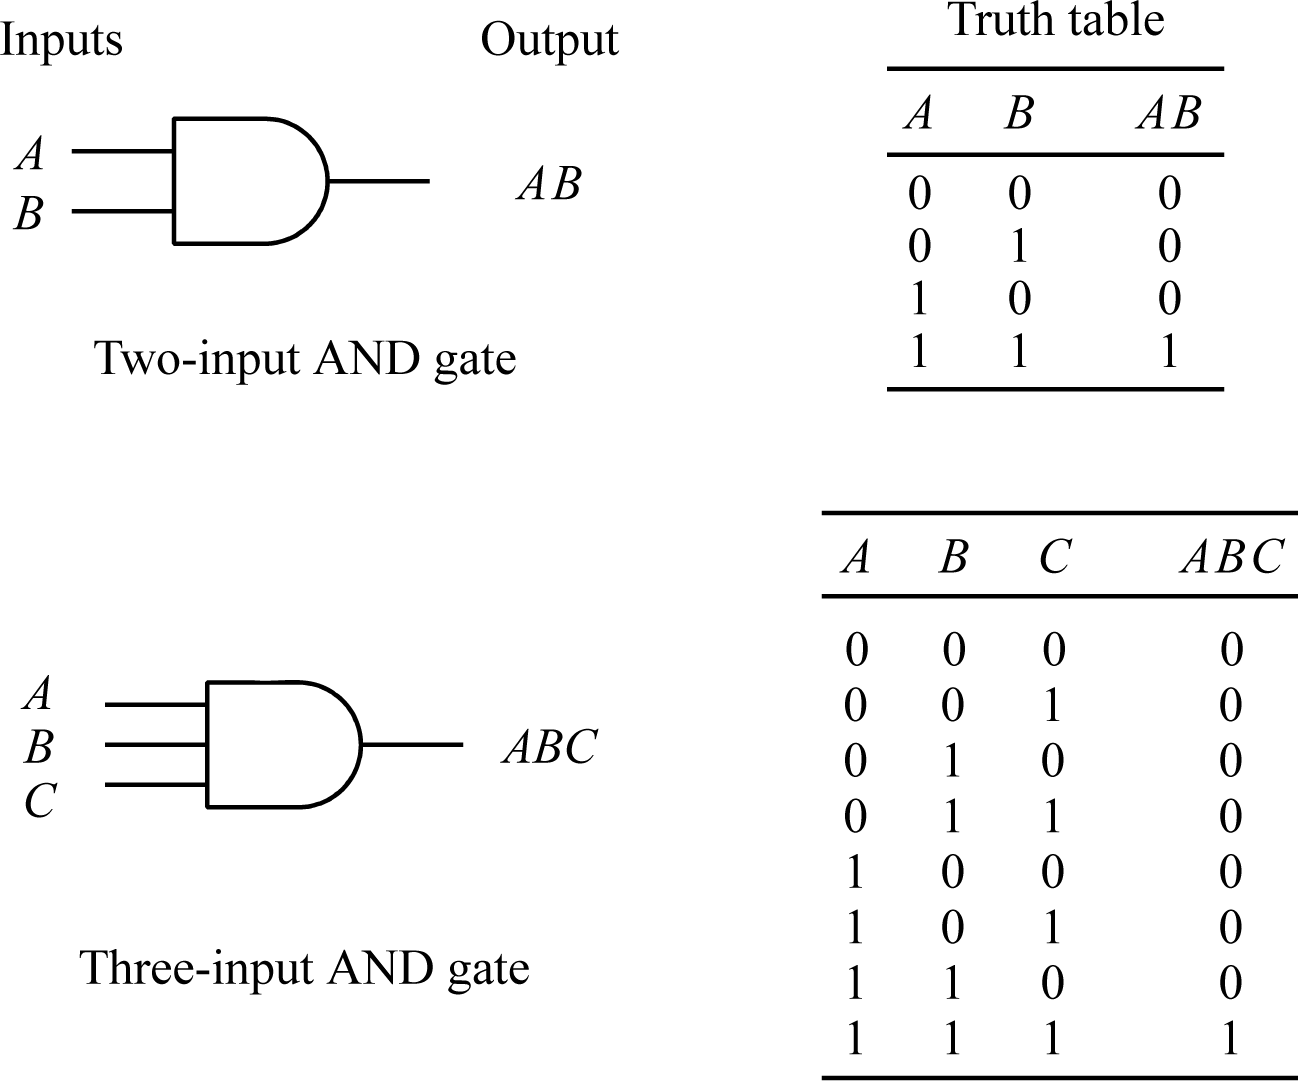 Inputs Output Truth table
A B AB
A
B
AB
0 0 0
0 1 0
1 0 0
1 1 1
Two-input AND gate
A B C ABC
A
B
C
ABC
0 0 0 0
0 0 1 0
0 1 0 0
0 1 1 0
1 0 0 0
1 0 1 0
1 1 0 0
1 1 1 1
Three-input AND gate